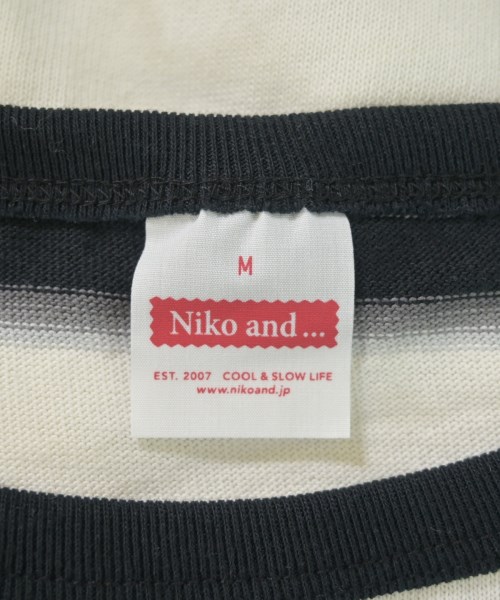 M
Niko and ...
EST. 2007 COOL & SLOW LIFE
www.nikoand.jp